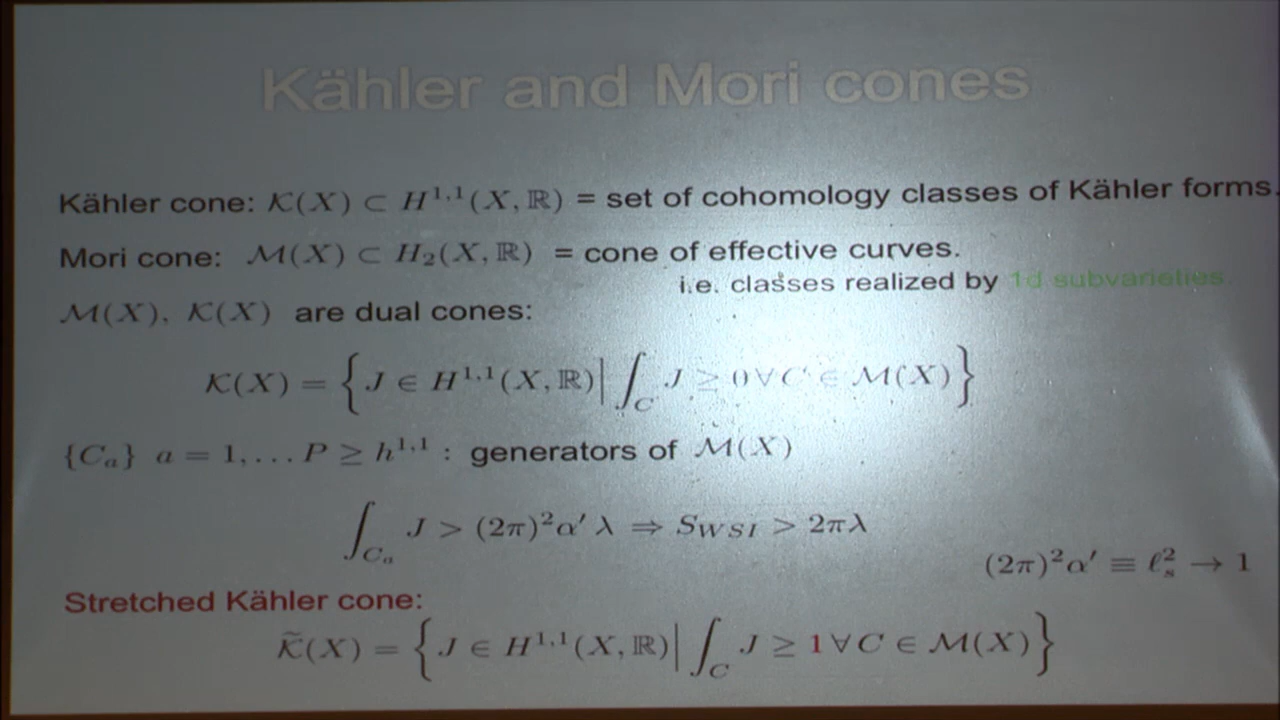 Kähler and Mori cones
Kähler cone: 𝒦(X) ⊂ H^{1,1}(X, ℝ) = set of cohomology classes of Kähler forms.
Mori cone: ℳ(X) ⊂ H_2(X, ℝ) = cone of effective curves.
i.e. classes realized by 1d subvarieties.
ℳ(X), 𝒦(X) are dual cones:
𝒦(X) = { J ∈ H^{1,1}(X, ℝ) | ∫_C J ≥ 0 ∀ C ∈ ℳ(X) }
{C_a} a = 1, … P ≥ h^{1,1} : generators of ℳ(X)
∫_{C_a} J > (2π)^2 α′ λ ⇒ S_{WSI} > 2πλ
(2π)^2 α′ ≡ ℓ_s^2 → 1
Stretched Kähler cone:
𝒦̃(X) = { J ∈ H^{1,1}(X, ℝ) | ∫_C J ≥ 1 ∀ C ∈ ℳ(X) }